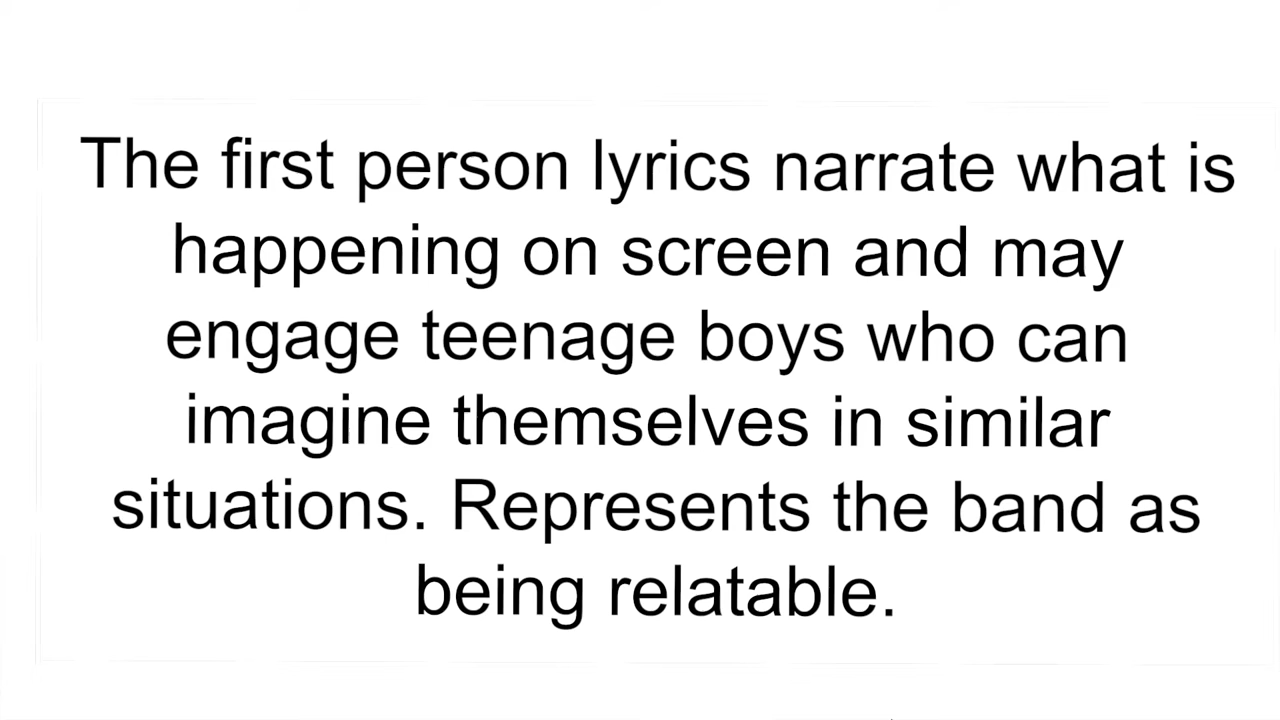 The first person lyrics narrate what is
happening on screen and may
engage teenage boys who can
imagine themselves in similar
situations. Represents the band as
being relatable.